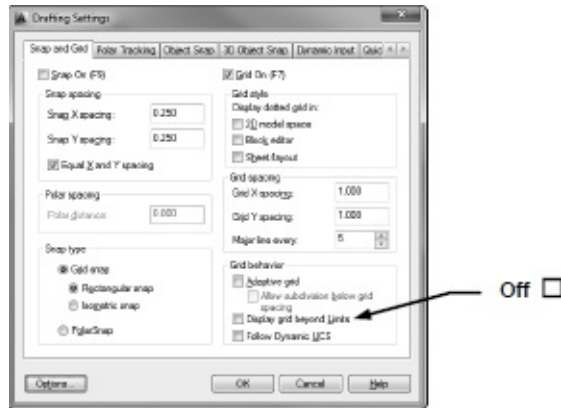 Drafting Settings
Snap and Grid Polar Tracking Object Snap 3D Object Snap Dynamic Input Quic
Snap On (F9)
Grid On (F7)
Snap spacing
Snap X spacing: 0.250
Snap Y spacing: 0.250
Equal X and Y spacing
Grid style
Display dotted grid in:
2D model space
Block editor
Sheet/layout
Polar spacing
Polar distance: 0.000
Grid spacing
Grid X spacing: 1.000
Grid Y spacing: 1.000
Major line every: 5
Snap type
Grid snap
Rectangular snap
Isometric snap
PolarSnap
Grid behavior
Adaptive grid
Allow subdivision below grid
spacing
Display grid beyond Limits
Follow Dynamic UCS
Off
Options... OK Cancel Help